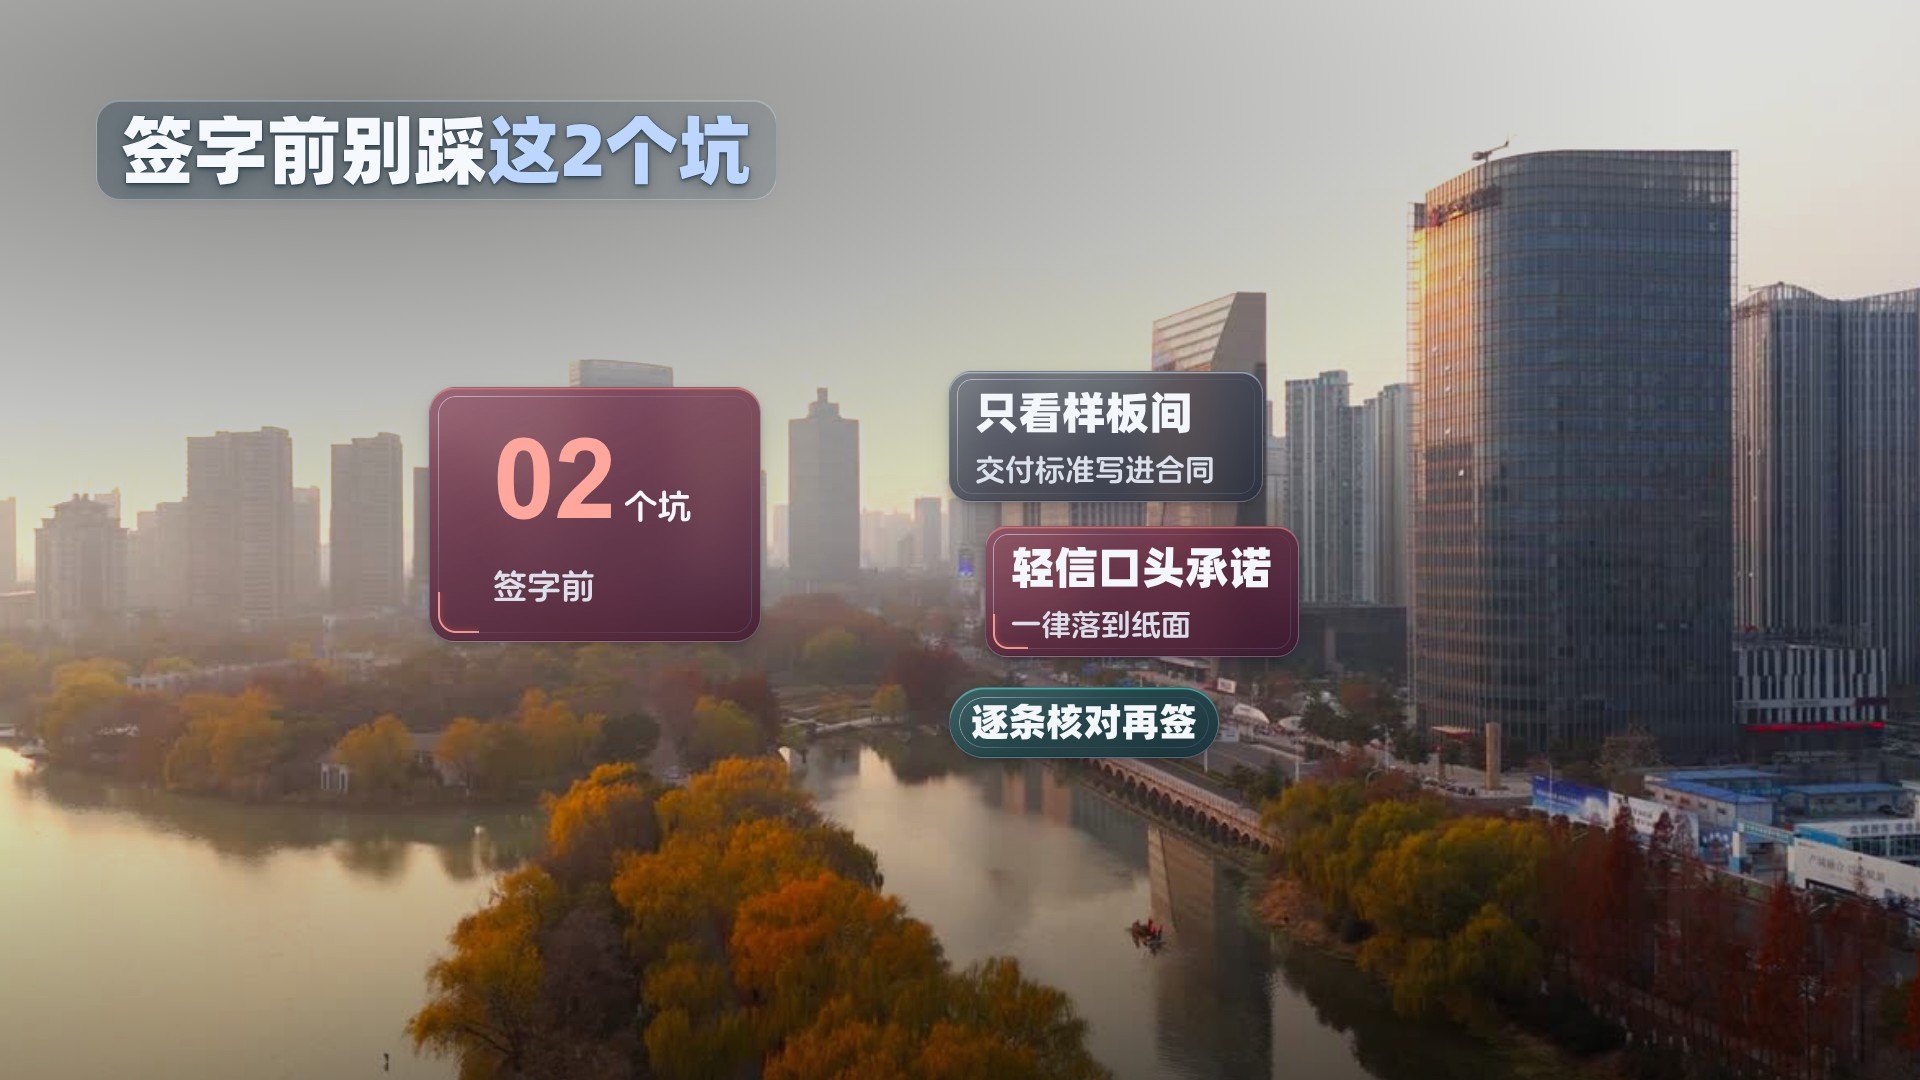 签字前别踩这2个坑
02个坑
签字前
只看样板间
交付标准写进合同
轻信口头承诺
一律落到纸面
逐条核对再签